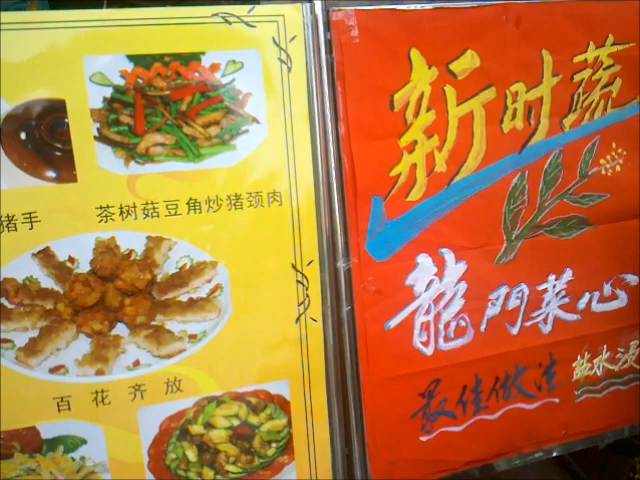 猪手
茶树菇豆角炒猪颈肉
百花齐放
新时蔬
龍門菜心
最佳做法
盐水浸